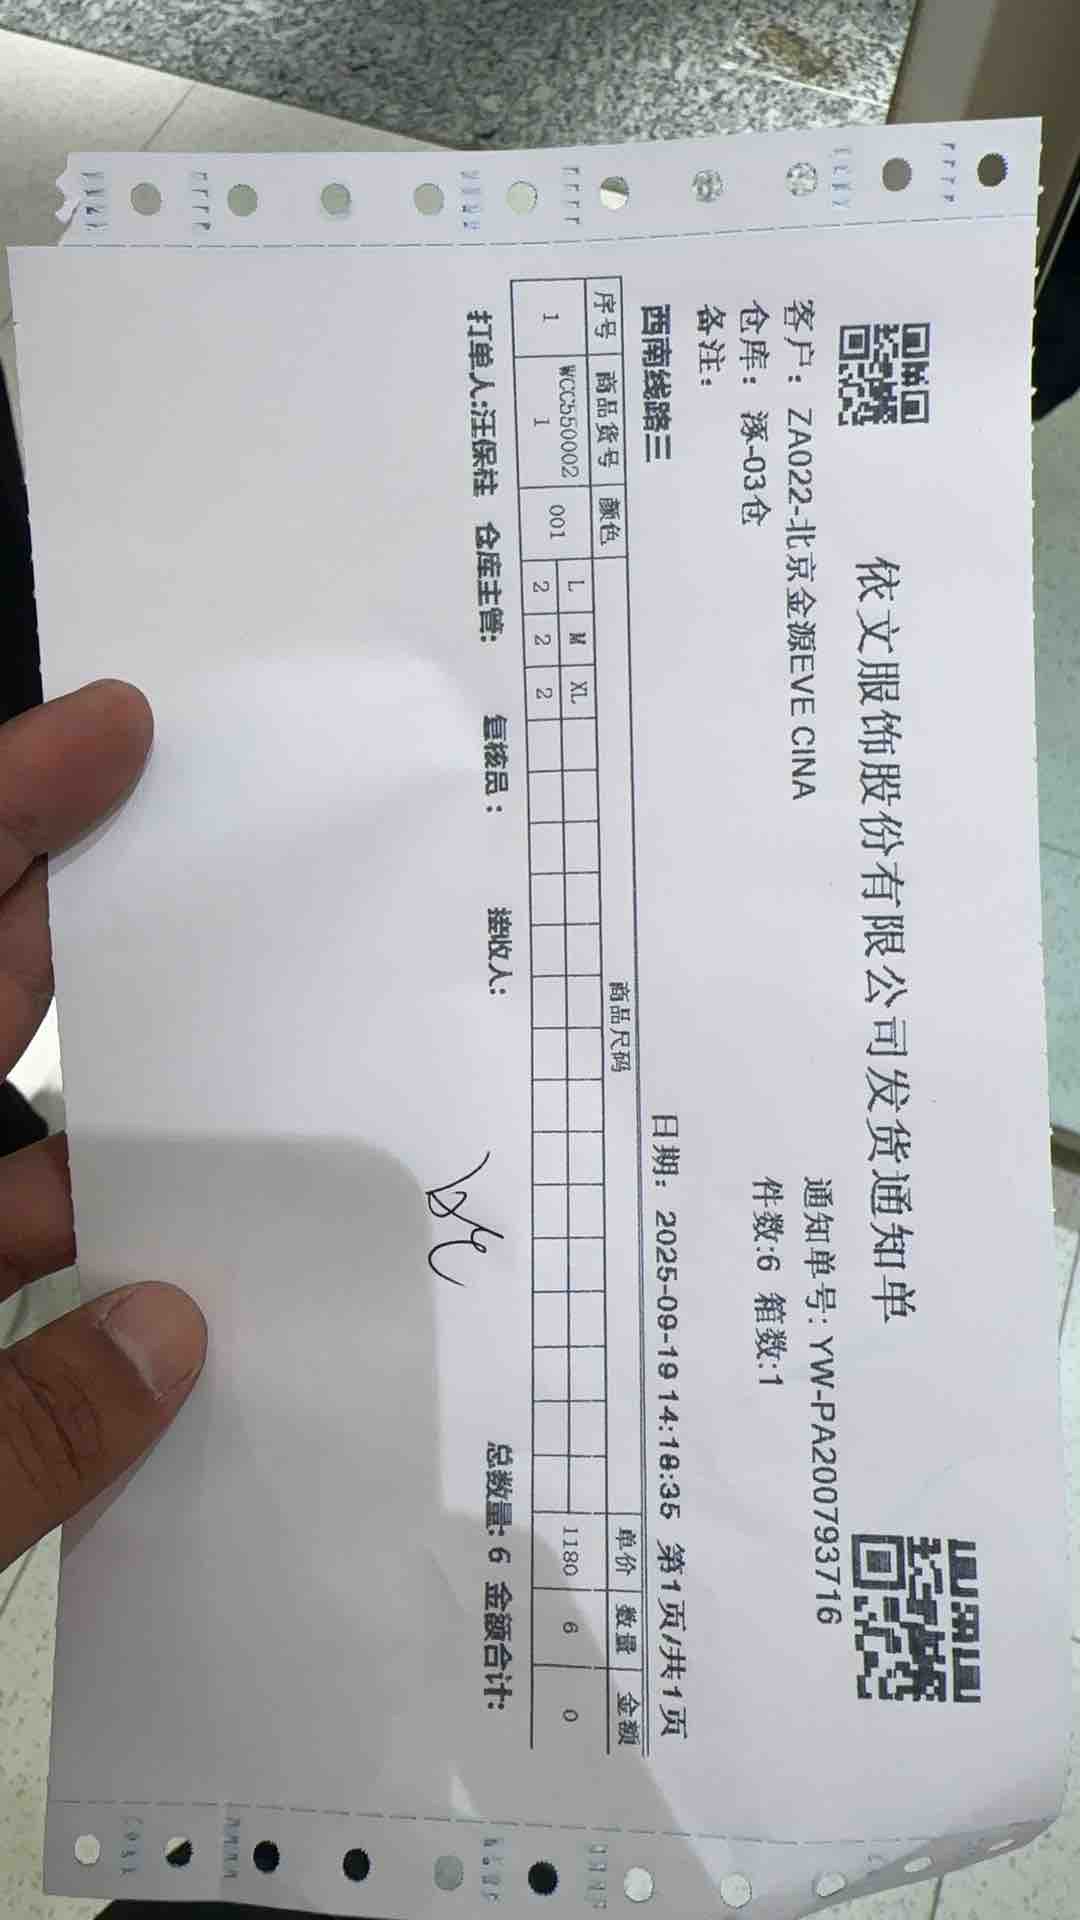 依文服饰股份有限公司发货通知单
客户：ZA022-北京金源EVE CINA 通知单号：YW-PA200793716
仓库：涿-03仓 件数:6 箱数:1
备注：
西南线路三 日期：2025-09-19 14:18:35 第1页/共1页
序号 商品货号 颜色 商品尺码 单价 数量 金额
L M XL
1 WCC550002 001 1180 6 0
1 2 2 2
打单人:汪保柱 仓库主管: 复核员: 接收人: 总数量: 6 金额合计: